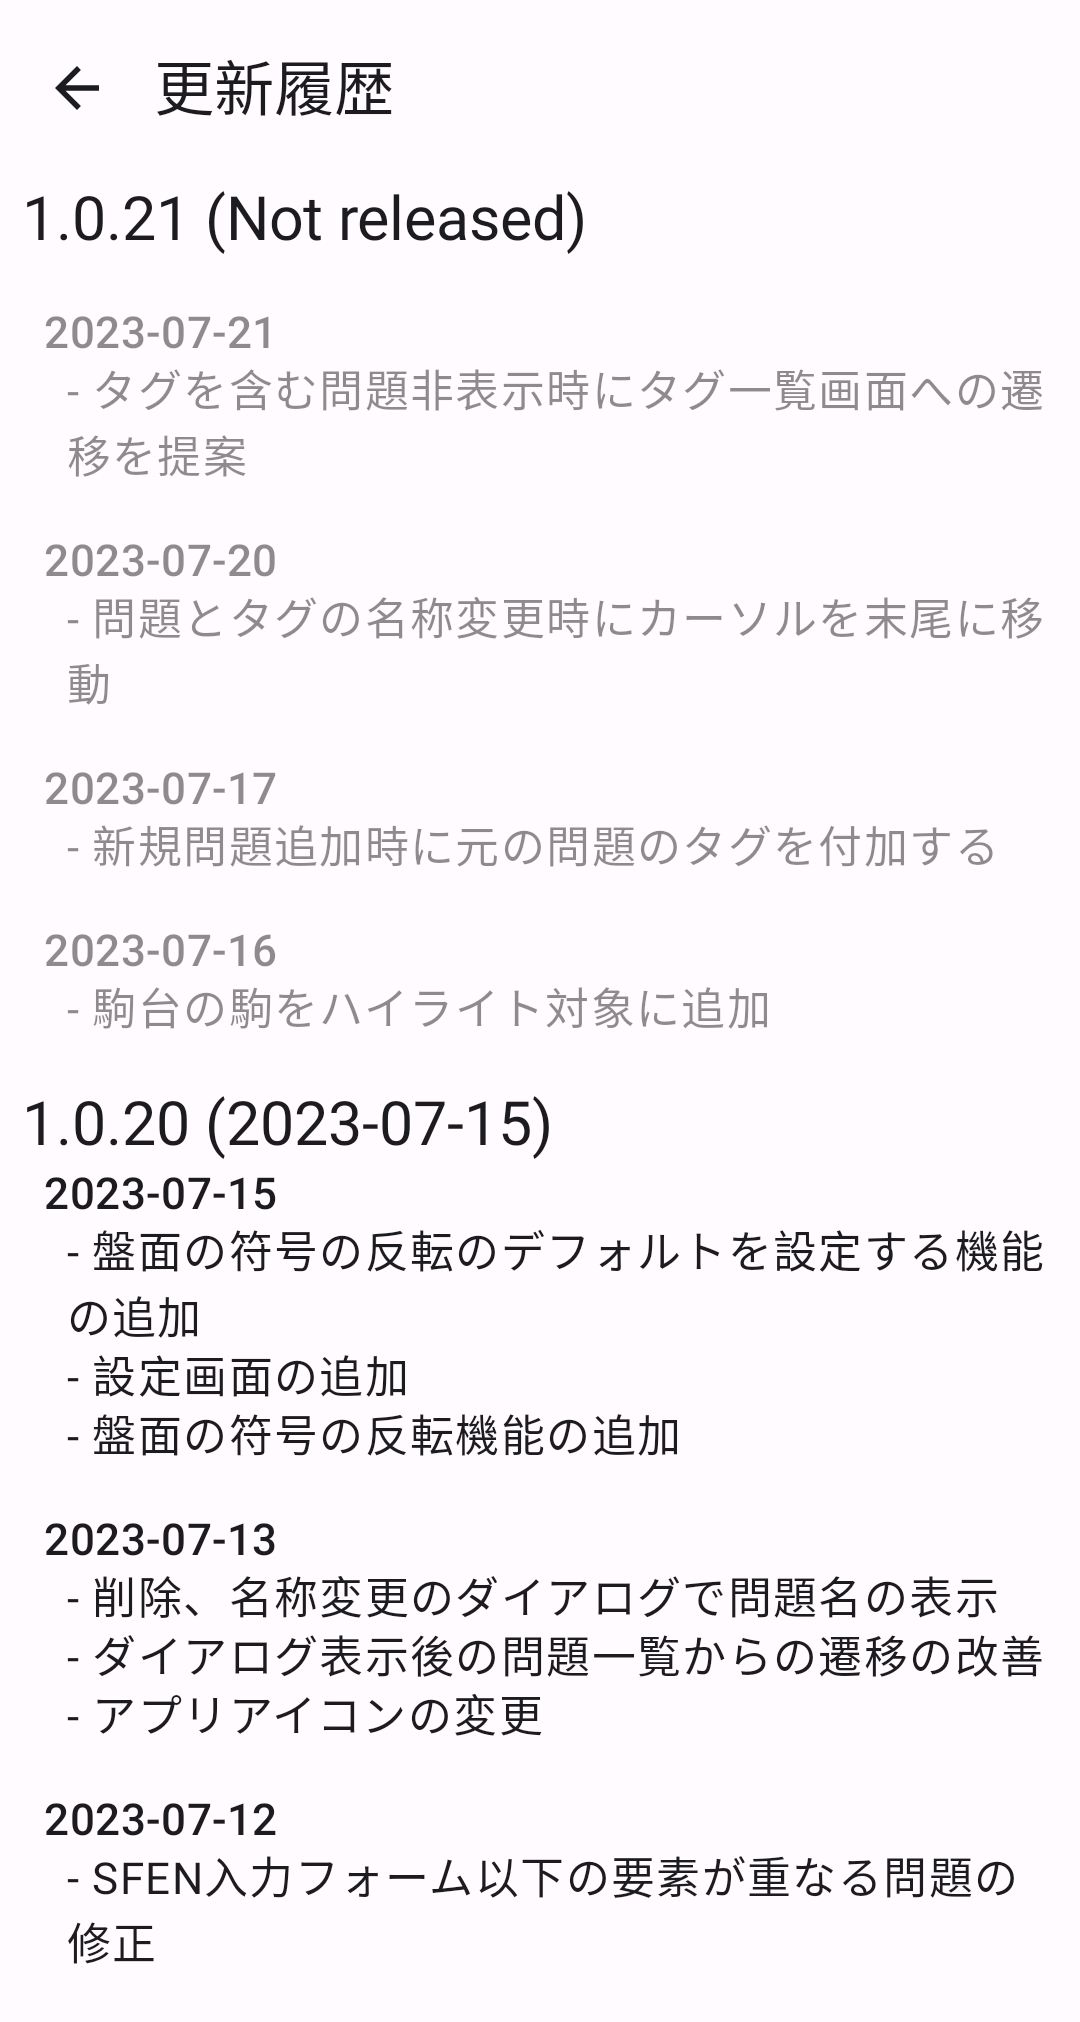 更新履歴
1.0.21 (Not released)
2023-07-21
- タグを含む問題非表示時にタグ一覧画面への遷
移を提案
2023-07-20
- 問題とタグの名称変更時にカーソルを末尾に移
動
2023-07-17
- 新規問題追加時に元の問題のタグを付加する
2023-07-16
- 駒台の駒をハイライト対象に追加
1.0.20 (2023-07-15)
2023-07-15
- 盤面の符号の反転のデフォルトを設定する機能
の追加
- 設定画面の追加
- 盤面の符号の反転機能の追加
2023-07-13
- 削除、名称変更のダイアログで問題名の表示
- ダイアログ表示後の問題一覧からの遷移の改善
- アプリアイコンの変更
2023-07-12
- SFEN入力フォーム以下の要素が重なる問題の
修正